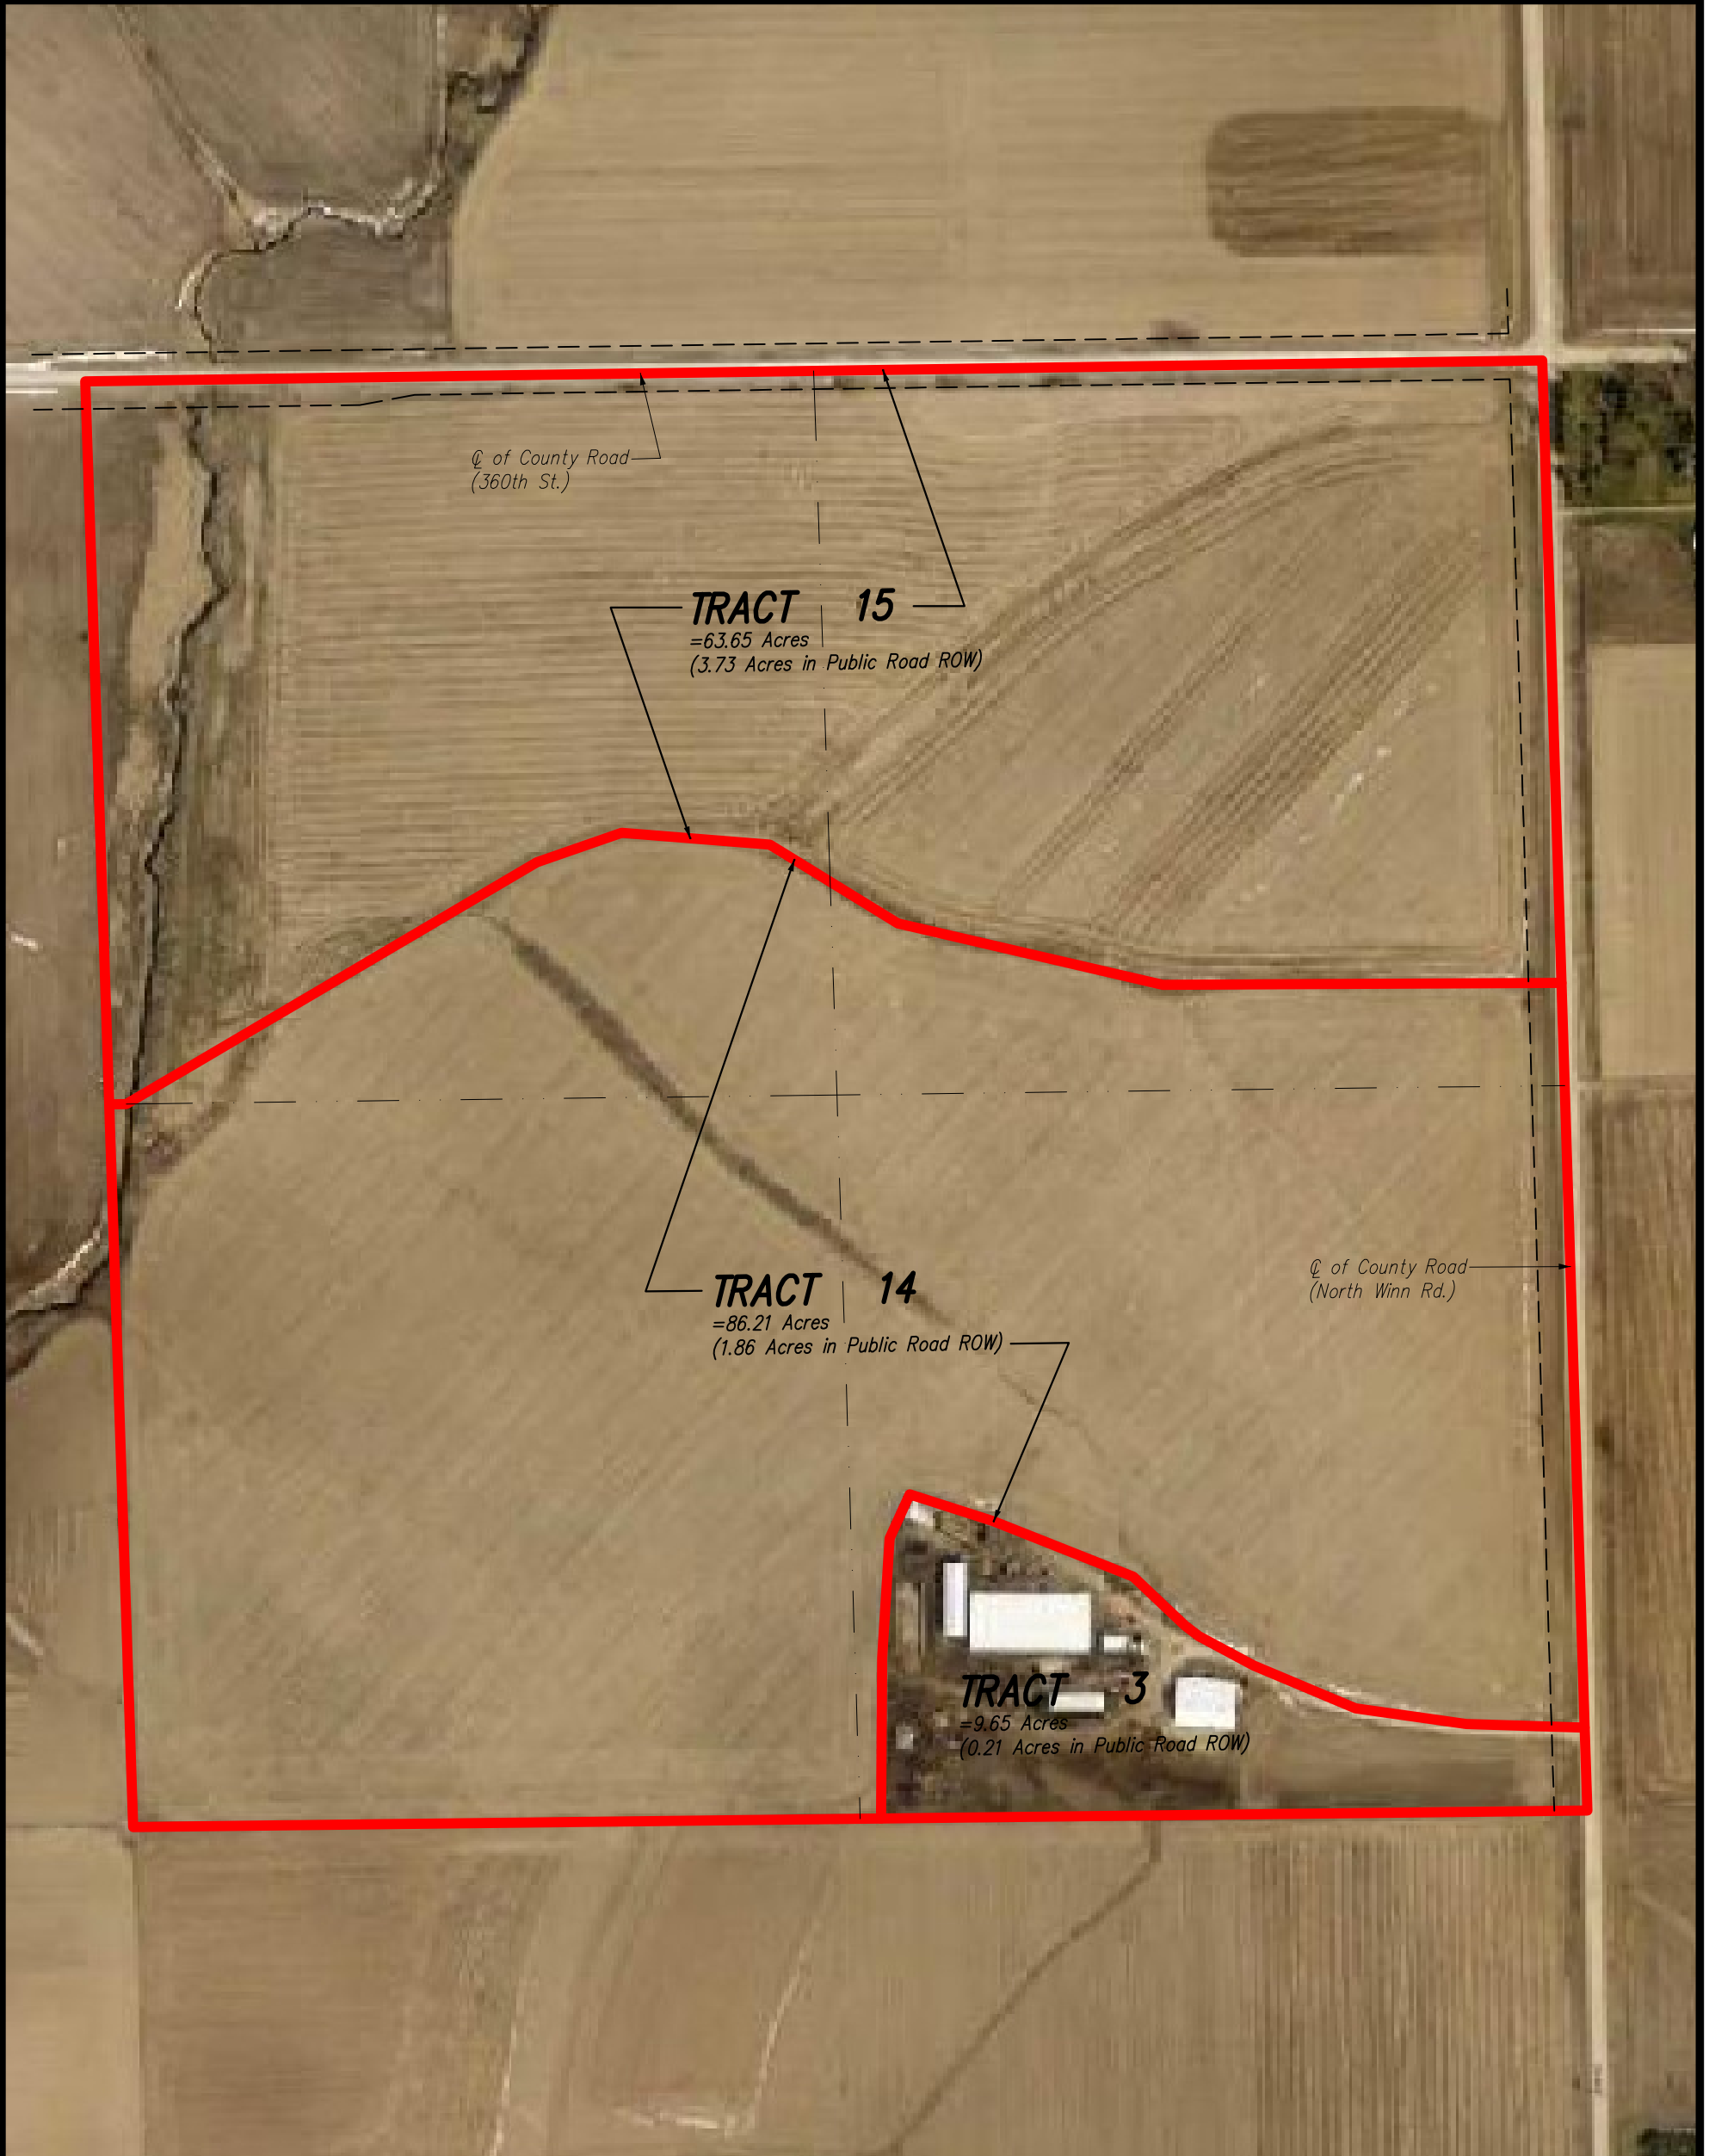 ℄ of County Road
(360th St.)
TRACT 15
=63.65 Acres
(3.73 Acres in Public Road ROW)
℄ of County Road
(North Winn Rd.)
TRACT 14
=86.21 Acres
(1.86 Acres in Public Road ROW)
TRACT 3
=9.65 Acres
(0.21 Acres in Public Road ROW)